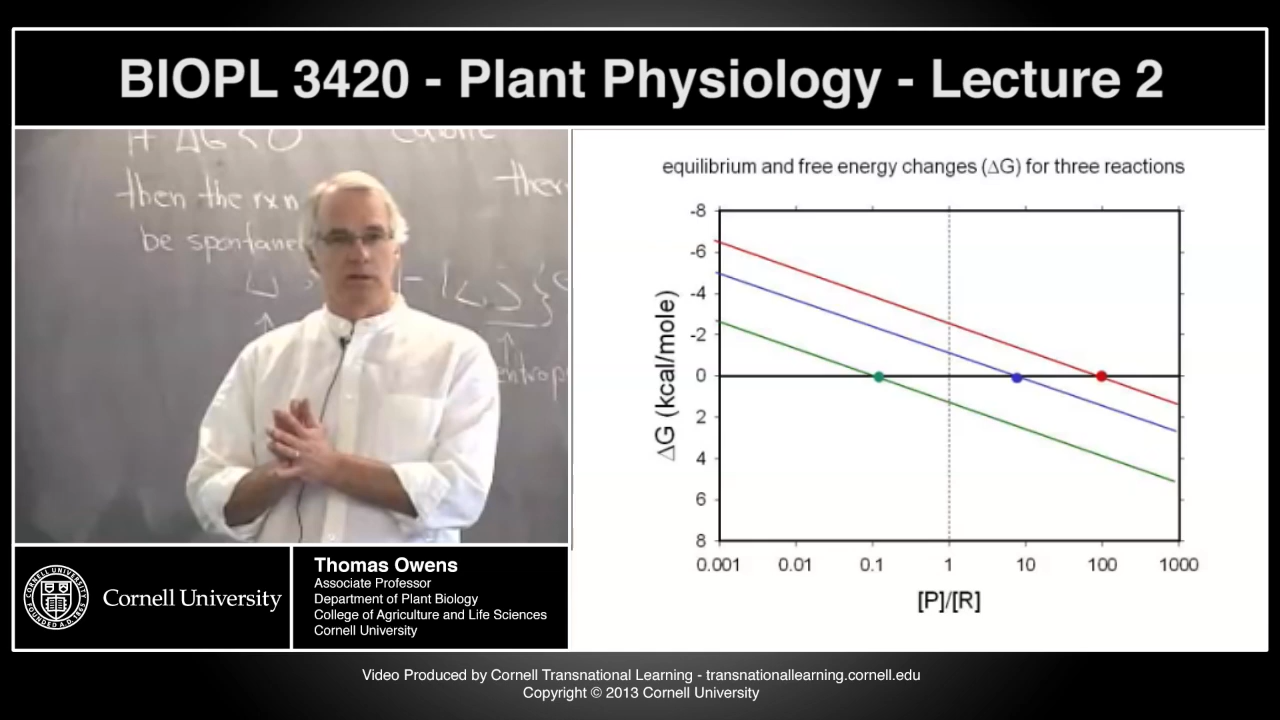 BIOPL 3420 - Plant Physiology - Lecture 2
If ΔG < 0
then the rxn
be spontane
Cornell University
Thomas Owens
Associate Professor
Department of Plant Biology
College of Agriculture and Life Sciences
Cornell University
equilibrium and free energy changes (ΔG) for three reactions
-8
-6
-4
-2
0
2
4
6
8
ΔG (kcal/mole)
0.001 0.01 0.1 1 10 100 1000
[P]/[R]
Video Produced by Cornell Transnational Learning - transnationallearning.cornell.edu
Copyright © 2013 Cornell University